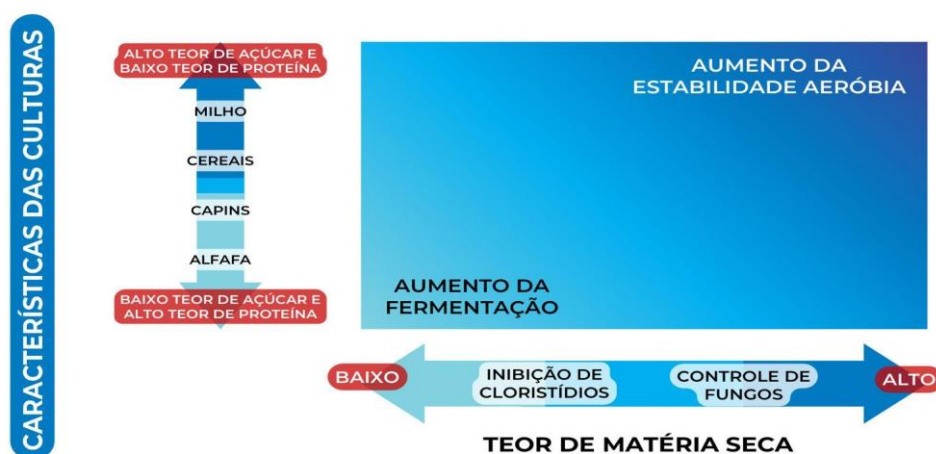 CARACTERÍSTICAS DAS CULTURAS
ALTO TEOR DE AÇÚCAR E
BAIXO TEOR DE PROTEÍNA
MILHO
CEREAIS
CAPINS
ALFAFA
BAIXO TEOR DE AÇÚCAR E
ALTO TEOR DE PROTEÍNA
AUMENTO DA
ESTABILIDADE AERÓBIA
AUMENTO DA
FERMENTAÇÃO
BAIXO
INIBIÇÃO DE
CLORISTÍDIOS
CONTROLE DE
FUNGOS
ALTO
TEOR DE MATÉRIA SECA